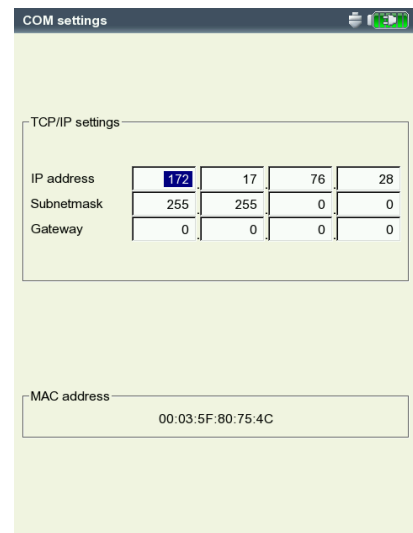 COM settings
TCP/IP settings
IP address 172 . 17 . 76 . 28
Subnetmask 255 . 255 . 0 . 0
Gateway 0 . 0 . 0 . 0
MAC address
00:03:5F:80:75:4C